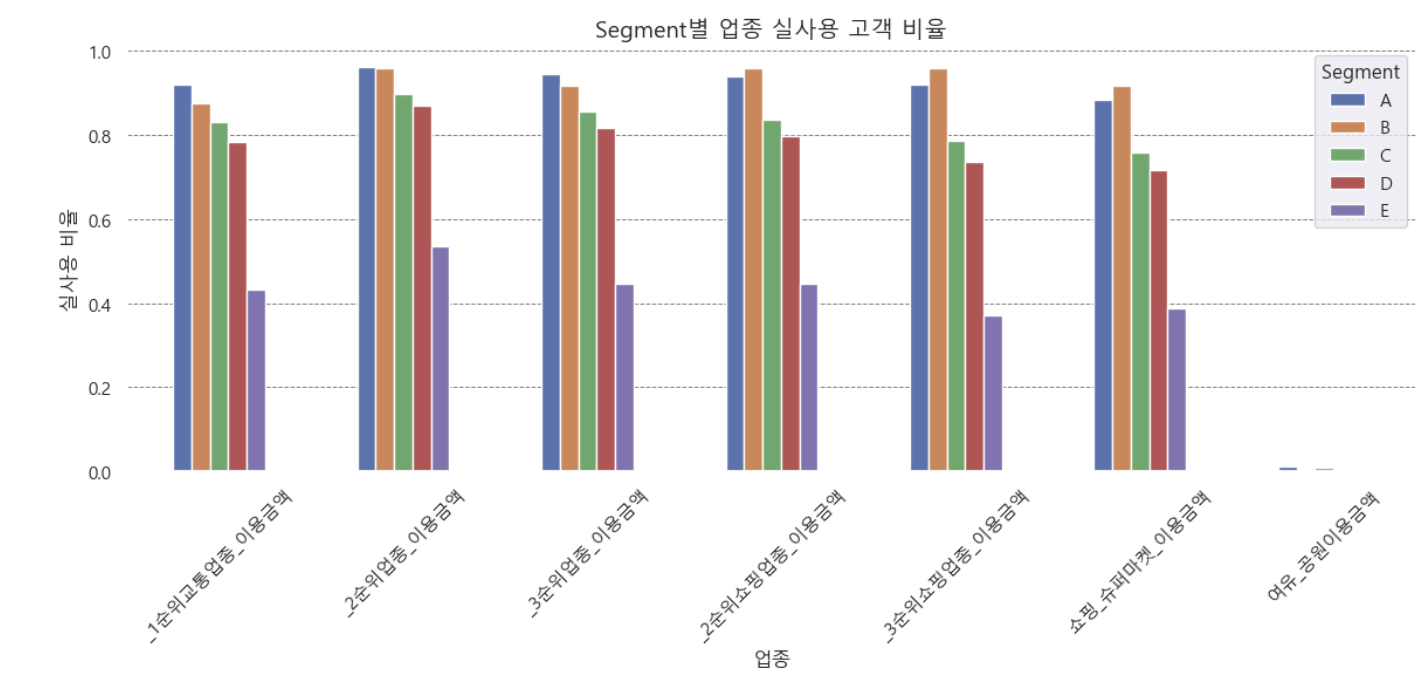 Segment별 업종 실사용 고객 비율
1.0
0.8
0.6
0.4
0.2
0.0
실사용 비율
Segment
A
B
C
D
E
_1순위교통업종_이용금액
_2순위업종_이용금액
_3순위업종_이용금액
_2순위쇼핑업종_이용금액
_3순위쇼핑업종_이용금액
쇼핑_슈퍼마켓_이용금액
여유_공원이용금액
업종